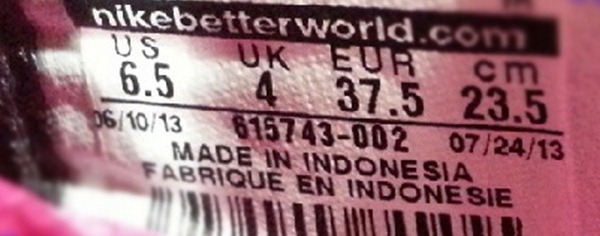 nikebetterworld.com
US UK EUR cm
6.5 4 37.5 23.5
06/10/13 615743-002 07/24/13
MADE IN INDONESIA
FABRIQUE EN INDONESIE